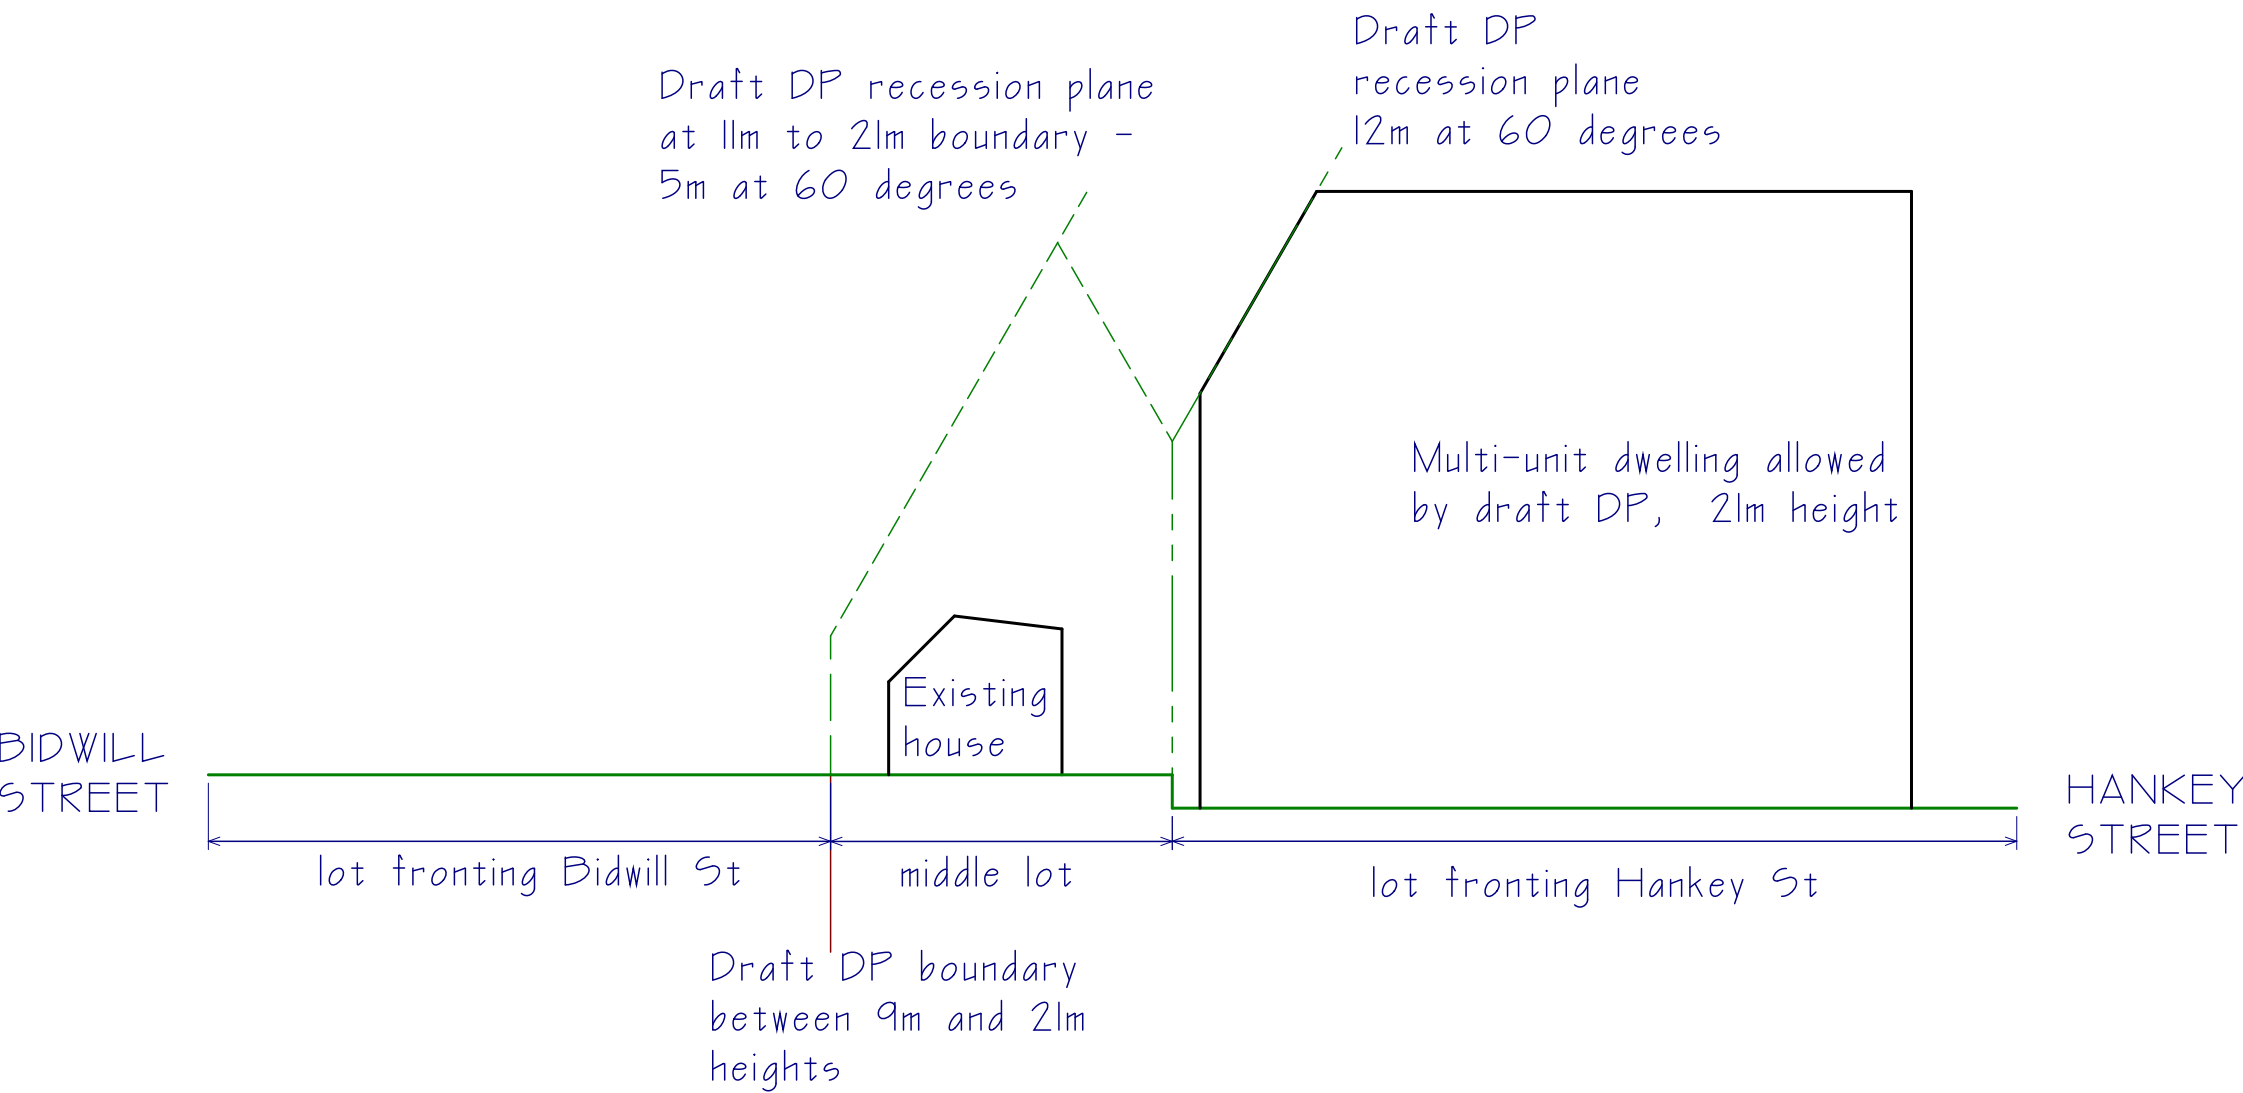 Draft DP
recession plane
12m at 60 degrees
Draft DP recession plane
at 11m to 21m boundary -
5m at 60 degrees
Multi-unit dwelling allowed
by draft DP, 21m height
Existing
house
BIDWILL
STREET
HANKEY
STREET
lot fronting Bidwill St
middle lot
lot fronting Hankey St
Draft DP boundary
between 9m and 21m
heights